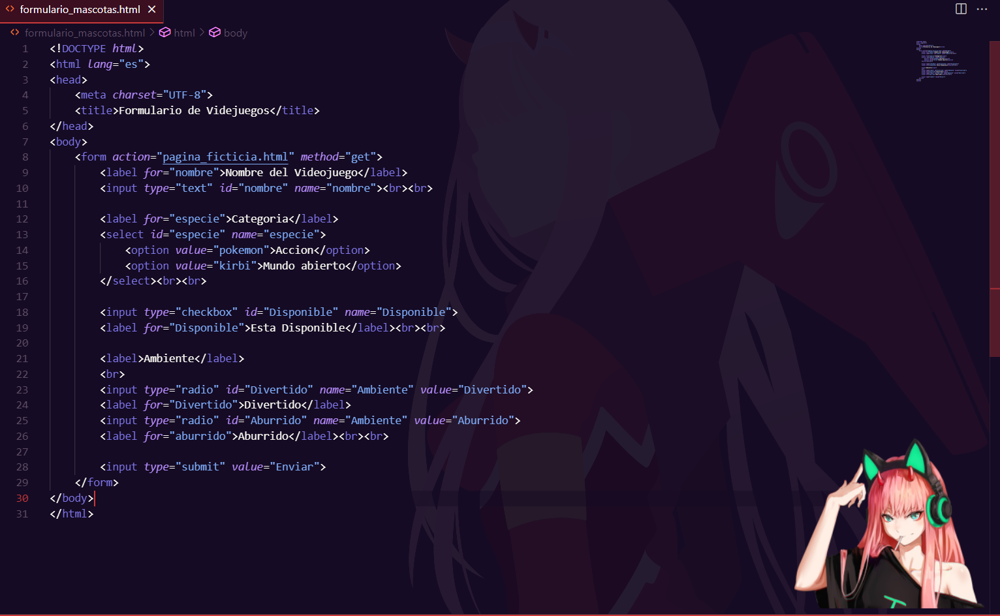 formulario_mascotas.html
formulario_mascotas.html > html > body
1 <!DOCTYPE html>
2 <html lang="es">
3 <head>
4 <meta charset="UTF-8">
5 <title>Formulario de Videjuegos</title>
6 </head>
7 <body>
8 <form action="pagina_ficticia.html" method="get">
9 <label for="nombre">Nombre del Videojuego</label>
10 <input type="text" id="nombre" name="nombre"><br><br>
11
12 <label for="especie">Categoria</label>
13 <select id="especie" name="especie">
14 <option value="pokemon">Accion</option>
15 <option value="kirbi">Mundo abierto</option>
16 </select><br><br>
17
18 <input type="checkbox" id="Disponible" name="Disponible">
19 <label for="Disponible">Esta Disponible</label><br><br>
20
21 <label>Ambiente</label>
22 <br>
23 <input type="radio" id="Divertido" name="Ambiente" value="Divertido">
24 <label for="Divertido">Divertido</label>
25 <input type="radio" id="Aburrido" name="Ambiente" value="Aburrido">
26 <label for="aburrido">Aburrido</label><br><br>
27
28 <input type="submit" value="Enviar">
29 </form>
30 </body>
31 </html>